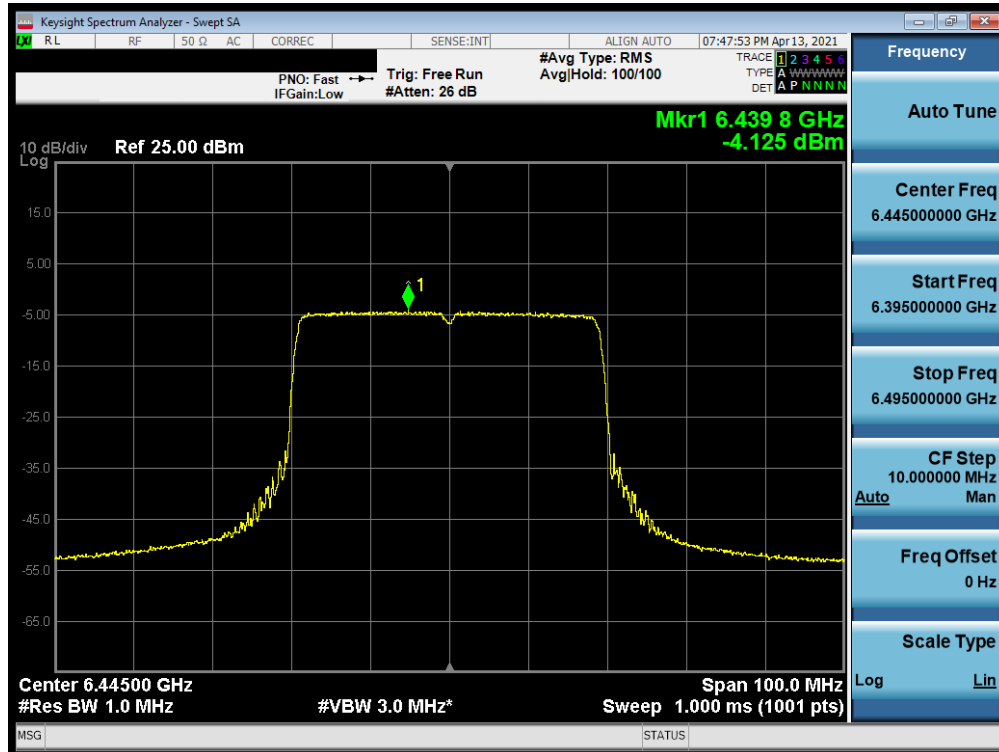 Keysight Spectrum Analyzer - Swept SA
LXI RL RF 50 Ω AC CORREC SENSE:INT ALIGN AUTO 07:47:53 PM Apr 13, 2021
PNO: Fast Trig: Free Run #Avg Type: RMS TRACE 1 2 3 4 5 6
IFGain:Low #Atten: 26 dB Avg|Hold: 100/100 TYPE A WWWWW
DET A P N N N N
Mkr1 6.439 8 GHz
-4.125 dBm
10 dB/div Ref 25.00 dBm
Log
15.0
5.00
1
-5.00
-15.0
-25.0
-35.0
-45.0
-55.0
-65.0
Center 6.44500 GHz Span 100.0 MHz
#Res BW 1.0 MHz #VBW 3.0 MHz* Sweep 1.000 ms (1001 pts)
MSG STATUS
Frequency
Auto Tune
Center Freq
6.445000000 GHz
Start Freq
6.395000000 GHz
Stop Freq
6.495000000 GHz
CF Step
10.000000 MHz
Auto Man
Freq Offset
0 Hz
Scale Type
Log Lin